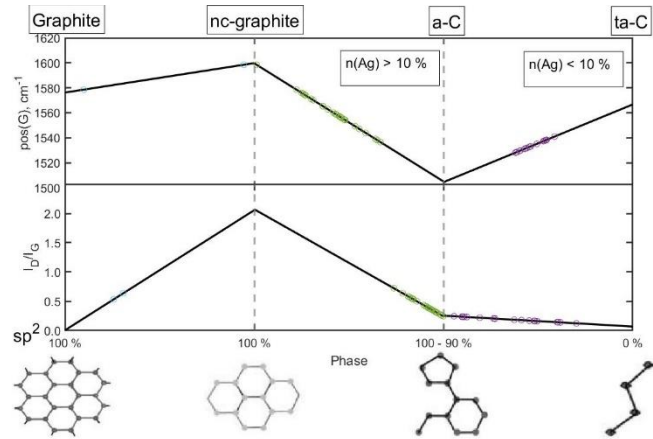 Graphite nc-graphite a-C ta-C
1620
1600
1580
1560
1540
1520
1500
pos(G), cm⁻¹
n(Ag) > 10 %
n(Ag) < 10 %
2.0
1.5
1.0
0.5
0.0
I_D/I_G
sp²
100 % 100 % 100 - 90 % 0 %
Phase